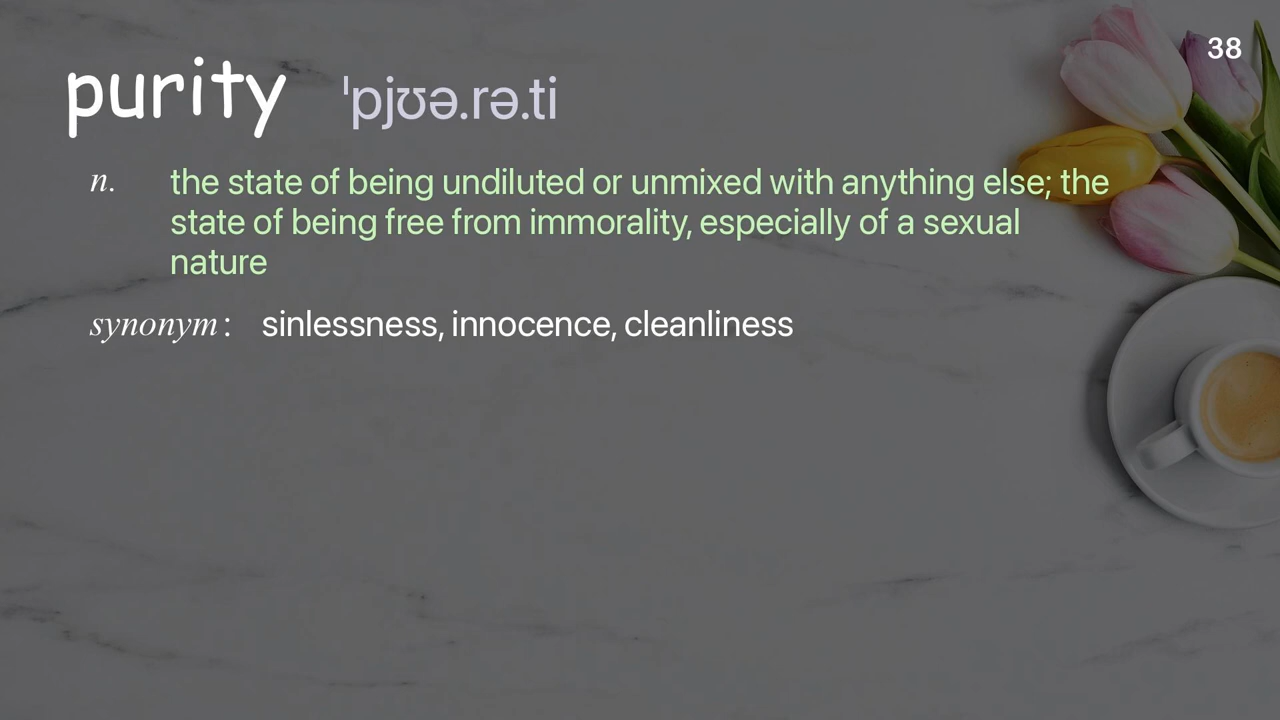 38
purity ˈpjʊə.rə.ti
n. the state of being undiluted or unmixed with anything else; the
state of being free from immorality, especially of a sexual
nature
synonym: sinlessness, innocence, cleanliness